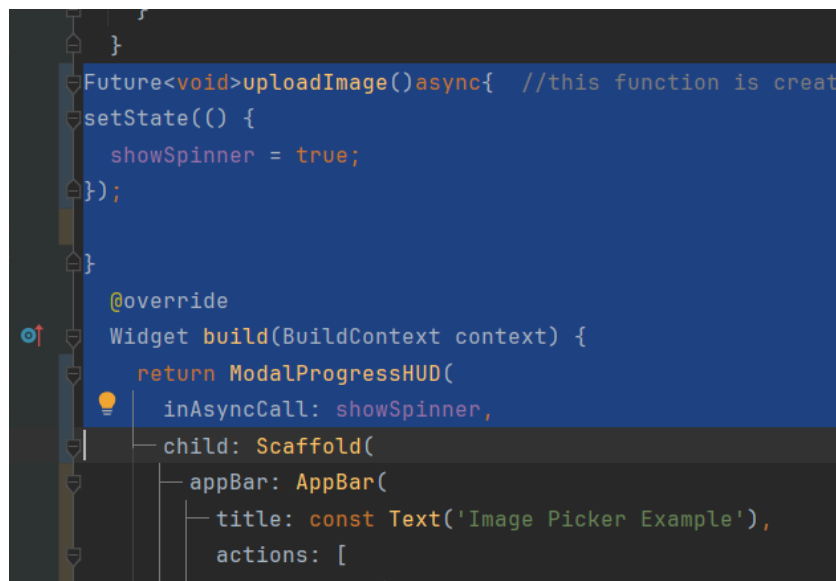 }
}
Future<void>uploadImage()async{  //this function is creat
setState(() {
  showSpinner = true;
});

}
  @override
  Widget build(BuildContext context) {
    return ModalProgressHUD(
      inAsyncCall: showSpinner,
      child: Scaffold(
        appBar: AppBar(
          title: const Text('Image Picker Example'),
          actions: [